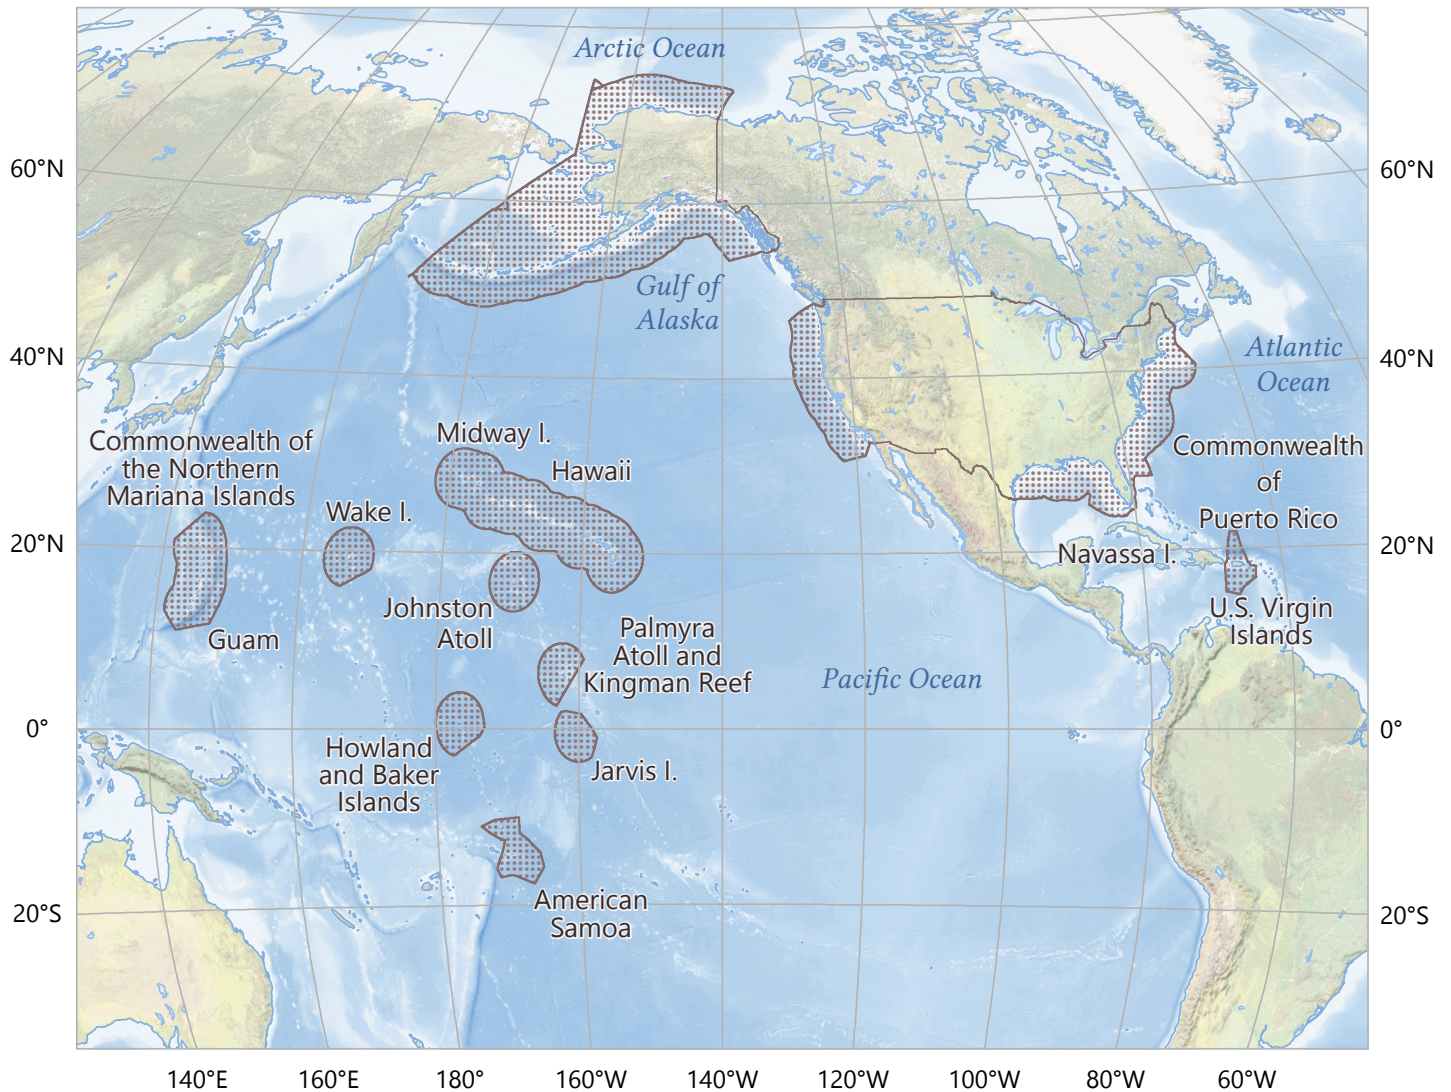 Arctic Ocean
60°N
60°N
Gulf of
Alaska
Atlantic
Ocean
40°N
40°N
Commonwealth of
the Northern
Mariana Islands
Midway I.
Hawaii
Commonwealth
of
Puerto Rico
Wake I.
20°N
20°N
Navassa I.
Johnston
Atoll
Guam
U.S. Virgin
Islands
Palmyra
Atoll and
Kingman Reef
Pacific Ocean
0°
0°
Howland
and Baker
Islands
Jarvis I.
American
Samoa
20°S
20°S
140°E
160°E
180°
160°W
140°W
120°W
100°W
80°W
60°W